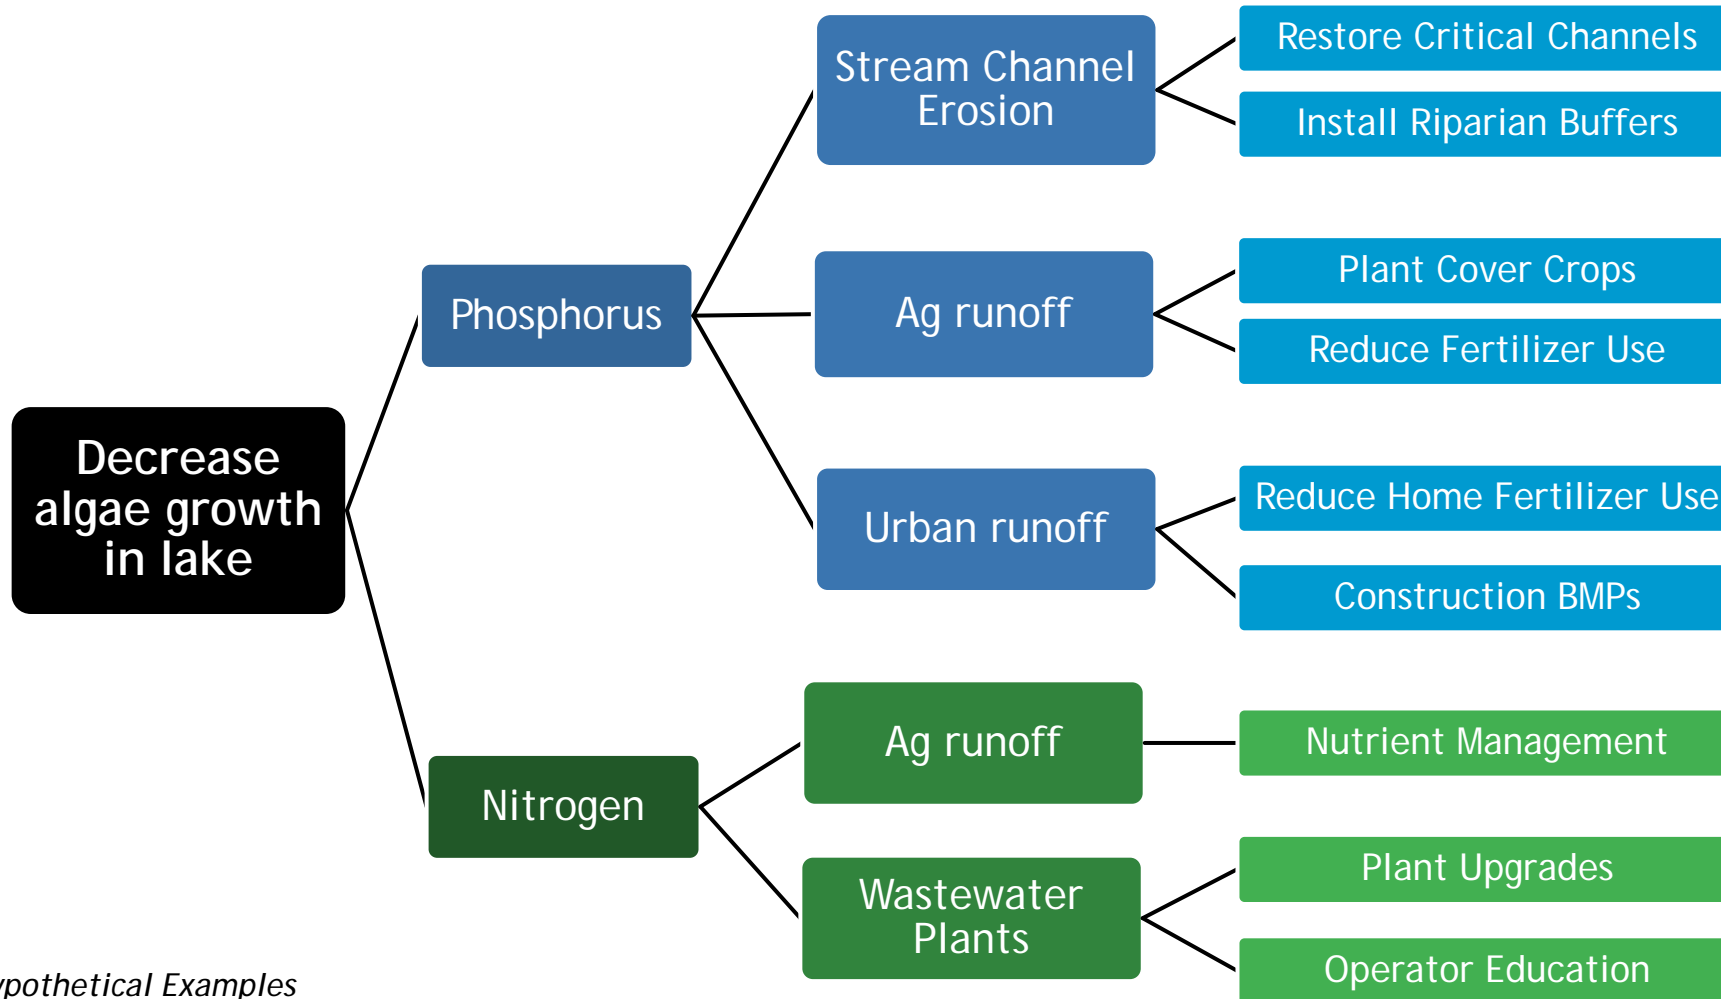 Decrease
algae growth
in lake
Phosphorus
Stream Channel
Erosion
Restore Critical Channels
Install Riparian Buffers
Ag runoff
Plant Cover Crops
Reduce Fertilizer Use
Urban runoff
Reduce Home Fertilizer Use
Construction BMPs
Nitrogen
Ag runoff
Nutrient Management
Wastewater
Plants
Plant Upgrades
Operator Education
ypothetical Examples